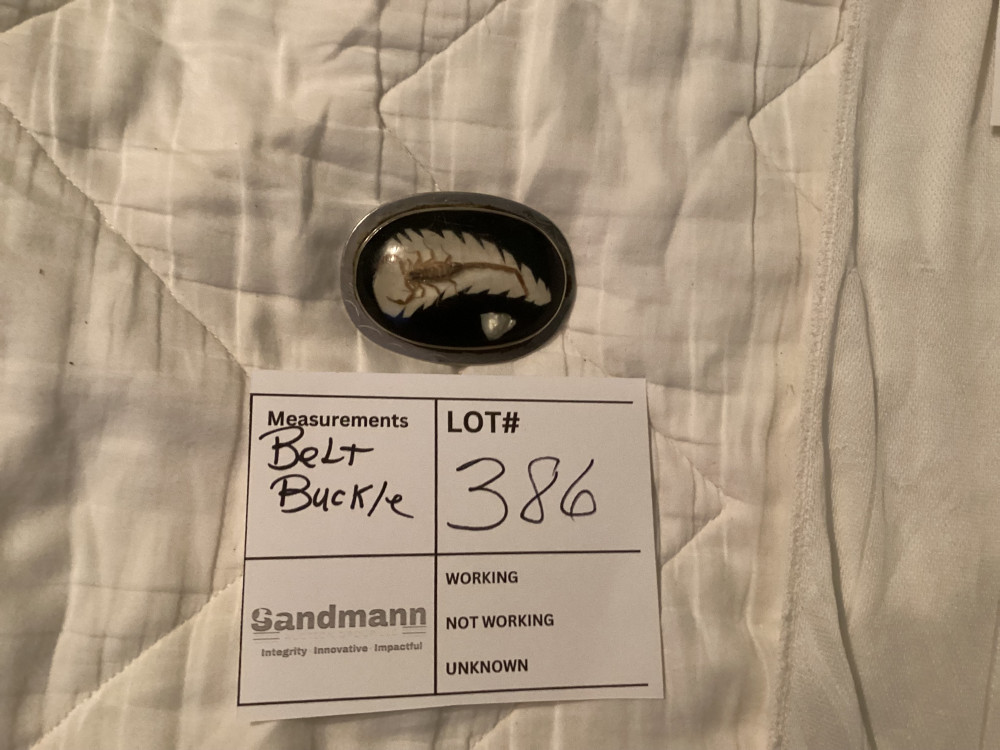 Measurements
Belt
Buckle
LOT#
386
Sandmann
Integrity Innovative Impactful
WORKING
NOT WORKING
UNKNOWN